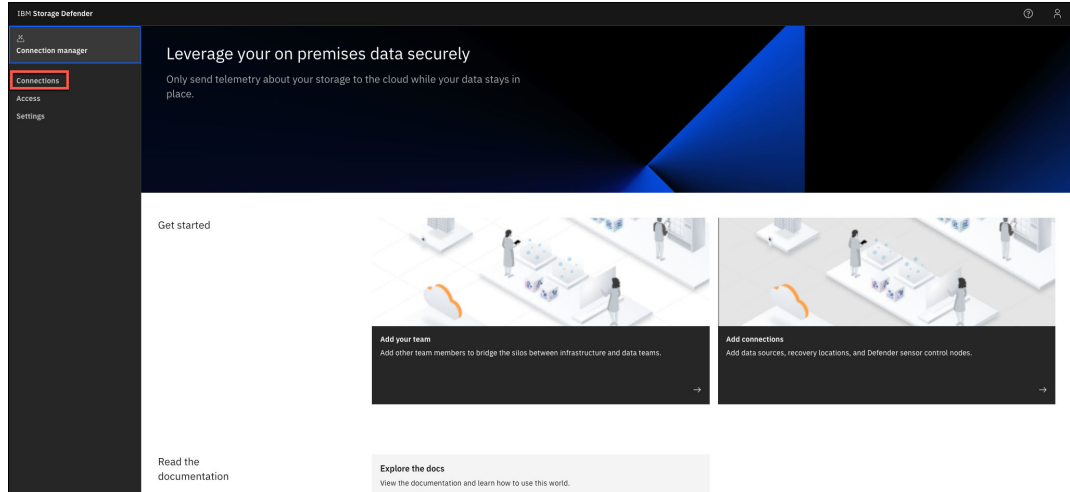 IBM Storage Defender
Connection manager
Connections
Access
Settings
Leverage your on premises data securely
Only send telemetry about your storage to the cloud while your data stays in
place.
Get started
Add your team
Add other team members to bridge the silos between infrastructure and data teams.
Add connections
Add data sources, recovery locations, and Defender sensor control nodes.
Read the
documentation
Explore the docs
View the documentation and learn how to use this world.